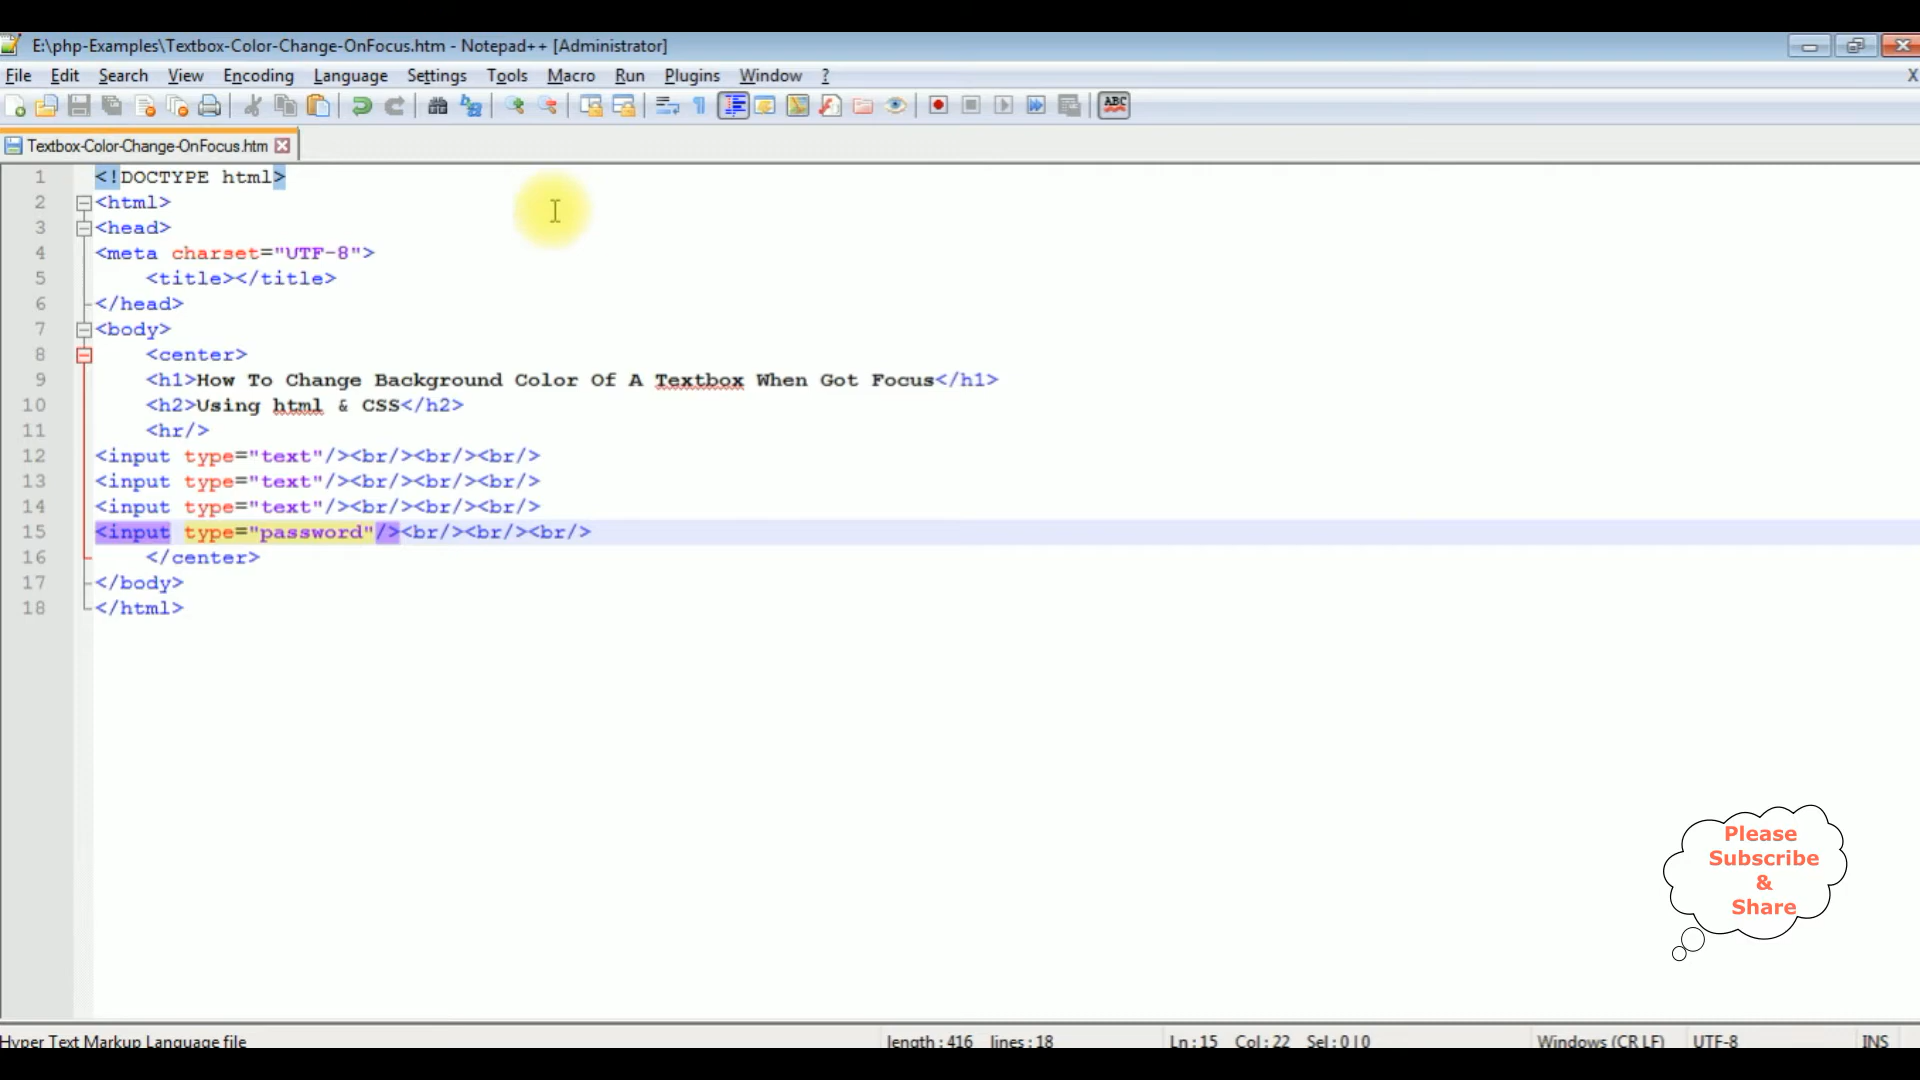 E:\php-Examples\Textbox-Color-Change-OnFocus.htm - Notepad++ [Administrator]
File Edit Search View Encoding Language Settings Tools Macro Run Plugins Window ? X
ABC
Textbox-Color-Change-OnFocus.htm
1 <!DOCTYPE html>
2 <html>
3 <head>
4 <meta charset="UTF-8">
5 <title></title>
6 </head>
7 <body>
8 <center>
9 <h1>How To Change Background Color Of A Textbox When Got Focus</h1>
10 <h2>Using html & CSS</h2>
11 <hr/>
12 <input type="text"/><br/><br/><br/>
13 <input type="text"/><br/><br/><br/>
14 <input type="text"/><br/><br/><br/>
15 <input type="password"/><br/><br/><br/>
16 </center>
17 </body>
18 </html>
Please
Subscribe
&
Share
Hyper Text Markup Language file length : 416 lines : 18 Ln : 15 Col : 22 Sel : 0 | 0 Windows (CR LF) UTF-8 INS